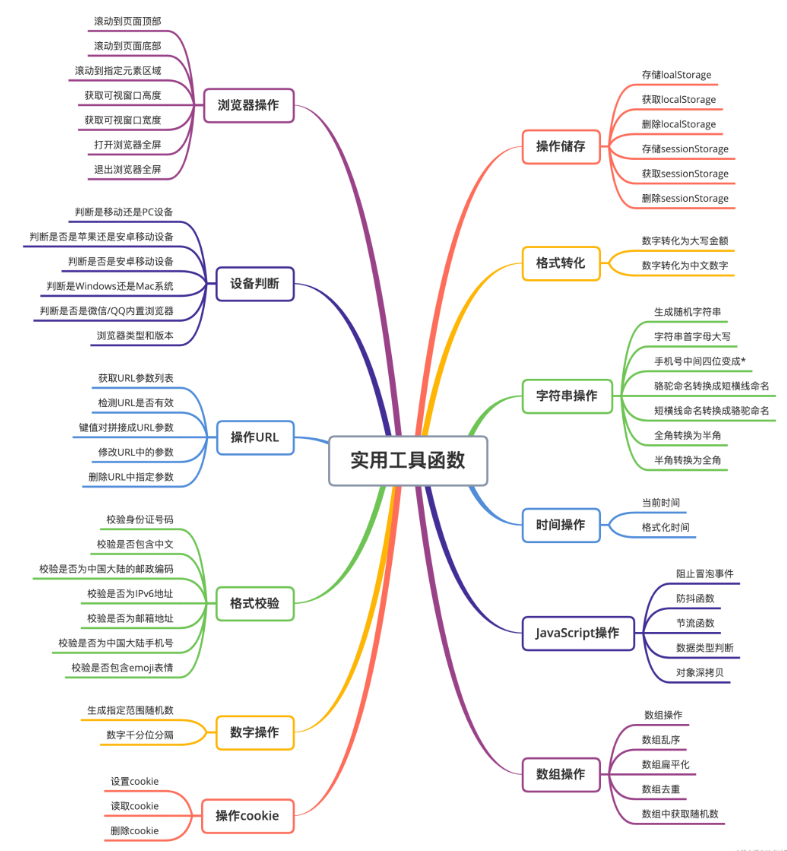 实用工具函数
浏览器操作
滚动到页面顶部
滚动到页面底部
滚动到指定元素区域
获取可视窗口高度
获取可视窗口宽度
打开浏览器全屏
退出浏览器全屏
设备判断
判断是移动还是PC设备
判断是否是苹果还是安卓移动设备
判断是否是安卓移动设备
判断是Windows还是Mac系统
判断是否是微信/QQ内置浏览器
浏览器类型和版本
操作URL
获取URL参数列表
检测URL是否有效
键值对拼接成URL参数
修改URL中的参数
删除URL中指定参数
格式校验
校验身份证号码
校验是否包含中文
校验是否为中国大陆的邮政编码
校验是否为IPv6地址
校验是否为邮箱地址
校验是否为中国大陆手机号
校验是否包含emoji表情
数字操作
生成指定范围随机数
数字千分位分隔
操作cookie
设置cookie
读取cookie
删除cookie
操作储存
存储loalStorage
获取localStorage
删除localStorage
存储sessionStorage
获取sessionStorage
删除sessionStorage
格式转化
数字转化为大写金额
数字转化为中文数字
字符串操作
生成随机字符串
字符串首字母大写
手机号中间四位变成*
骆驼命名转换成短横线命名
短横线命名转换成骆驼命名
全角转换为半角
半角转换为全角
时间操作
当前时间
格式化时间
JavaScript操作
阻止冒泡事件
防抖函数
节流函数
数据类型判断
对象深拷贝
数组操作
数组操作
数组乱序
数组扁平化
数组去重
数组中获取随机数